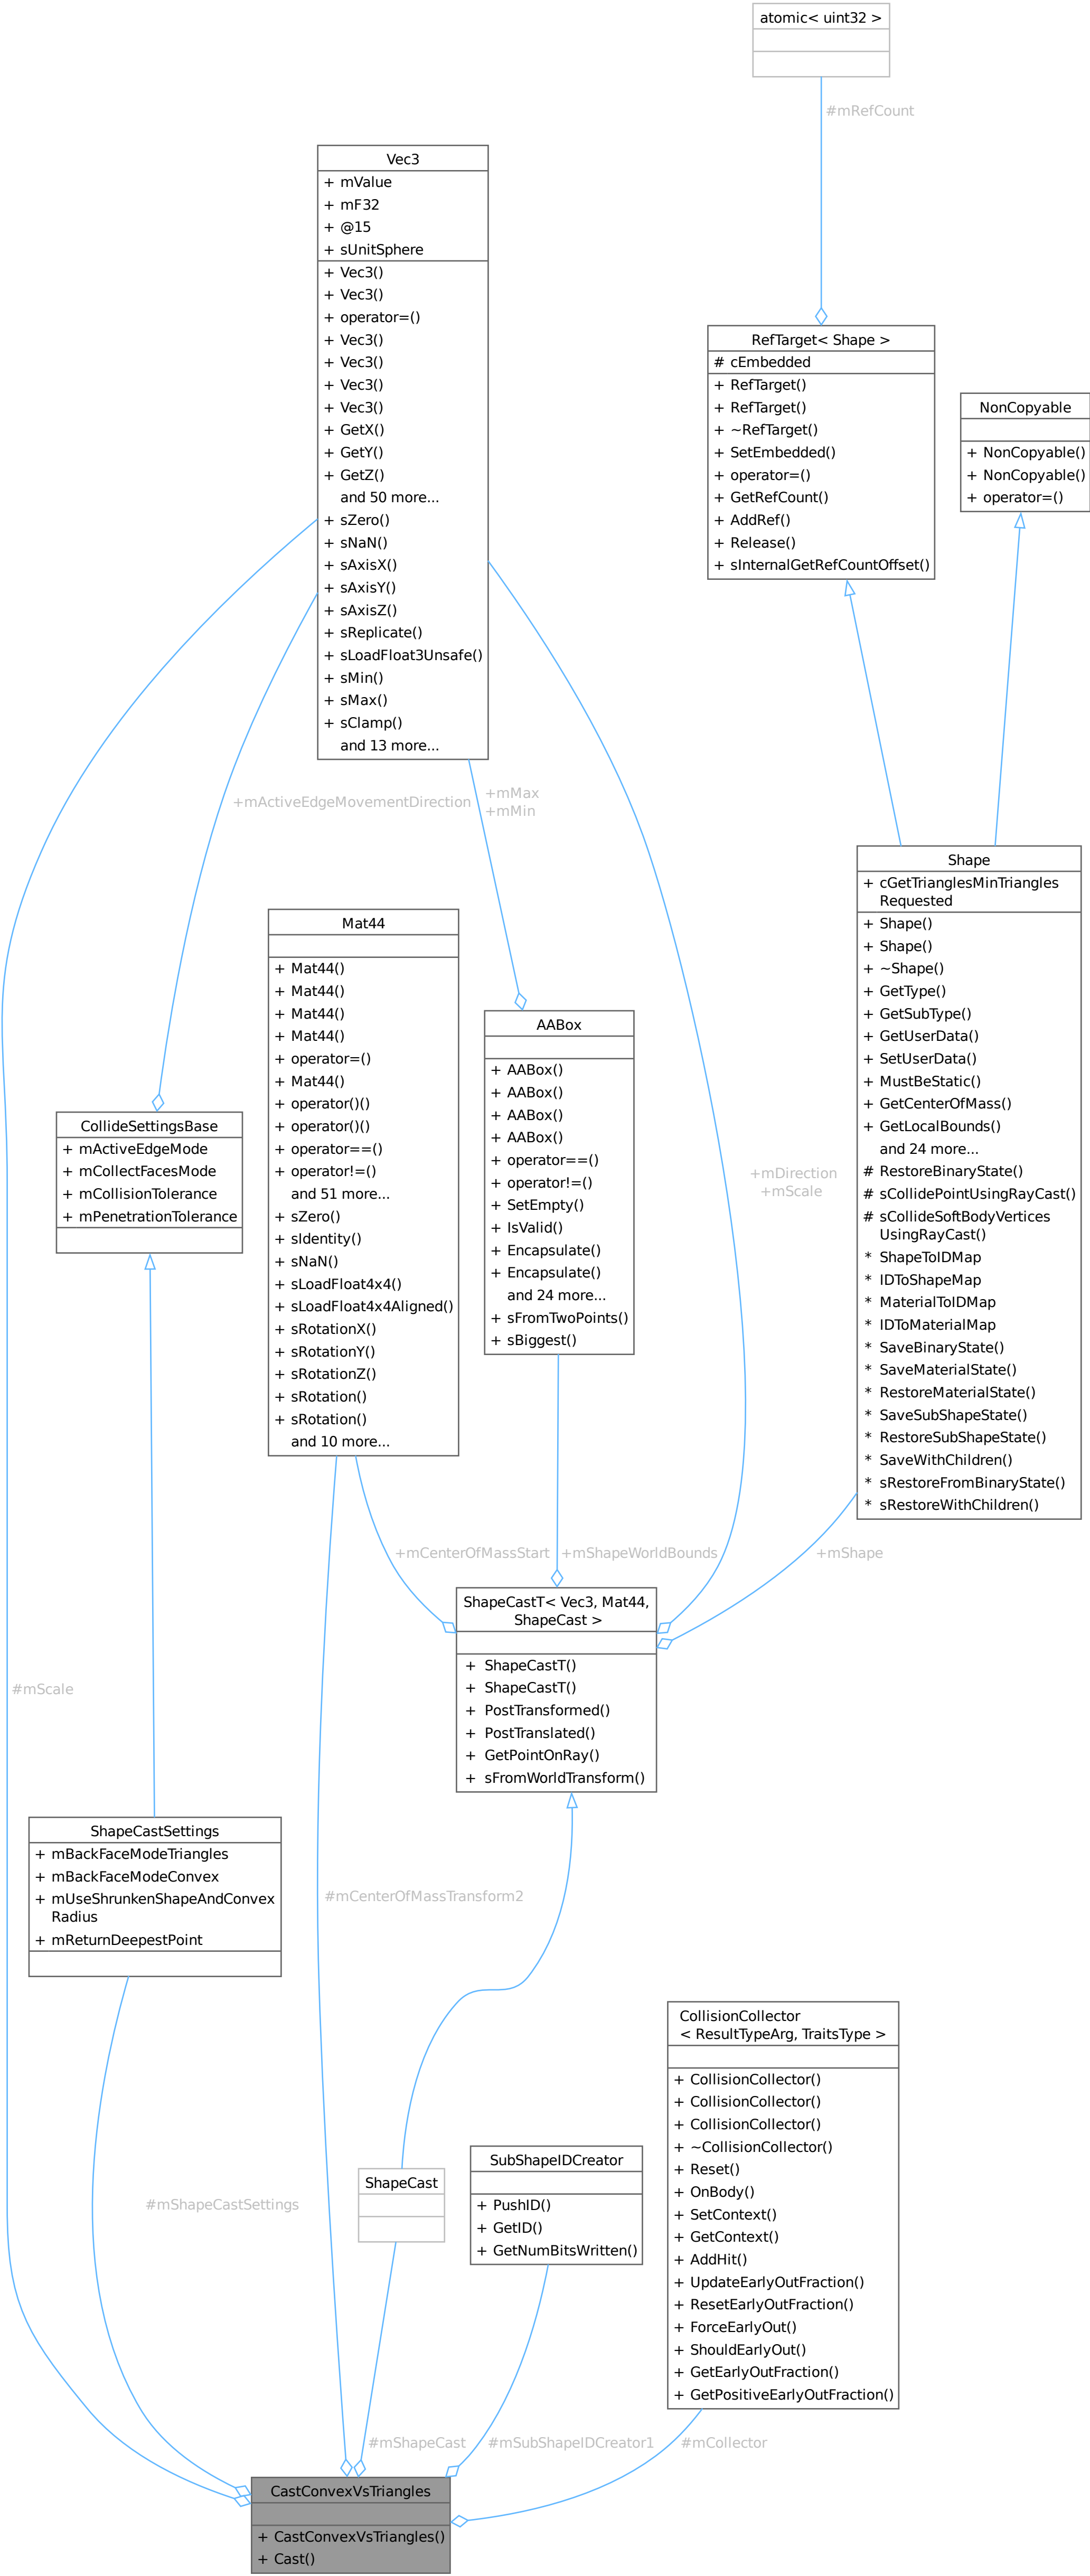 atomic< uint32 >
#mRefCount
Vec3
+ mValue
+ mF32
+ @15
+ sUnitSphere
+ Vec3()
+ Vec3()
+ operator=()
+ Vec3()
+ Vec3()
+ Vec3()
+ Vec3()
+ GetX()
+ GetY()
+ GetZ()
and 50 more...
+ sZero()
+ sNaN()
+ sAxisX()
+ sAxisY()
+ sAxisZ()
+ sReplicate()
+ sLoadFloat3Unsafe()
+ sMin()
+ sMax()
+ sClamp()
and 13 more...
RefTarget< Shape >
# cEmbedded
+ RefTarget()
+ RefTarget()
+ ~RefTarget()
+ SetEmbedded()
+ operator=()
+ GetRefCount()
+ AddRef()
+ Release()
+ sInternalGetRefCountOffset()
NonCopyable
+ NonCopyable()
+ NonCopyable()
+ operator=()
+mActiveEdgeMovementDirection
+mMax
+mMin
Shape
+ cGetTrianglesMinTriangles
Requested
+ Shape()
+ Shape()
+ ~Shape()
+ GetType()
+ GetSubType()
+ GetUserData()
+ SetUserData()
+ MustBeStatic()
+ GetCenterOfMass()
+ GetLocalBounds()
and 24 more...
# RestoreBinaryState()
# sCollidePointUsingRayCast()
# sCollideSoftBodyVertices
UsingRayCast()
* ShapeToIDMap
* IDToShapeMap
* MaterialToIDMap
* IDToMaterialMap
* SaveBinaryState()
* SaveMaterialState()
* RestoreMaterialState()
* SaveSubShapeState()
* RestoreSubShapeState()
* SaveWithChildren()
* sRestoreFromBinaryState()
* sRestoreWithChildren()
Mat44
+ Mat44()
+ Mat44()
+ Mat44()
+ Mat44()
+ operator=()
+ Mat44()
+ operator()()
+ operator()()
+ operator==()
+ operator!=()
and 51 more...
+ sZero()
+ sIdentity()
+ sNaN()
+ sLoadFloat4x4()
+ sLoadFloat4x4Aligned()
+ sRotationX()
+ sRotationY()
+ sRotationZ()
+ sRotation()
+ sRotation()
and 10 more...
AABox
+ AABox()
+ AABox()
+ AABox()
+ AABox()
+ operator==()
+ operator!=()
+ SetEmpty()
+ IsValid()
+ Encapsulate()
+ Encapsulate()
and 24 more...
+ sFromTwoPoints()
+ sBiggest()
CollideSettingsBase
+ mActiveEdgeMode
+ mCollectFacesMode
+ mCollisionTolerance
+ mPenetrationTolerance
+mDirection
+mScale
+mCenterOfMassStart
+mShapeWorldBounds
+mShape
ShapeCastT< Vec3, Mat44,
ShapeCast >
+ ShapeCastT()
+ ShapeCastT()
+ PostTransformed()
+ PostTranslated()
+ GetPointOnRay()
+ sFromWorldTransform()
#mScale
ShapeCastSettings
+ mBackFaceModeTriangles
+ mBackFaceModeConvex
+ mUseShrunkenShapeAndConvex
Radius
+ mReturnDeepestPoint
#mCenterOfMassTransform2
CollisionCollector
< ResultTypeArg, TraitsType >
+ CollisionCollector()
+ CollisionCollector()
+ CollisionCollector()
+ ~CollisionCollector()
+ Reset()
+ OnBody()
+ SetContext()
+ GetContext()
+ AddHit()
+ UpdateEarlyOutFraction()
+ ResetEarlyOutFraction()
+ ForceEarlyOut()
+ ShouldEarlyOut()
+ GetEarlyOutFraction()
+ GetPositiveEarlyOutFraction()
#mShapeCastSettings
ShapeCast
SubShapeIDCreator
+ PushID()
+ GetID()
+ GetNumBitsWritten()
#mShapeCast
#mSubShapeIDCreator1
#mCollector
CastConvexVsTriangles
+ CastConvexVsTriangles()
+ Cast()